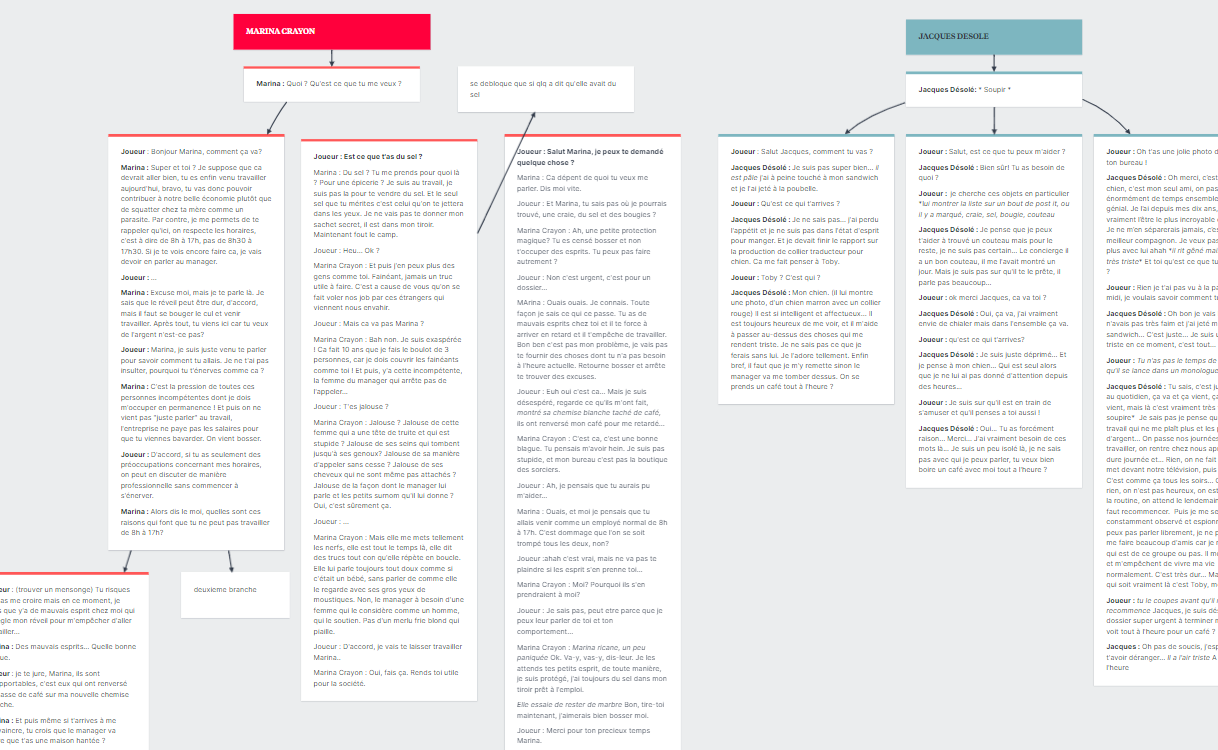 MARINA CRAYON
Marina : Quoi ? Qu'est ce que tu me veux ?
se debloque que si qlq a dit qu'elle avait du
sel
Joueur : Bonjour Marina, comment ça va?
Marina : Super et toi ? Je suppose que ca
devrait aller bien, tu es enfin venu travailler
aujourd'hui, bravo, tu vas donc pouvoir
contribuer à notre belle économie plutôt que
de squatter chez ta mère comme un
parasite. Par contre, je me permets de te
rappeler qu'ici, on respecte les horaires,
c'est à dire de 8h à 17h, pas de 8h30 à
17h30. Si je te vois encore faire ca, je vais
devoir en parler au manager.
Joueur : ...
Marina : Excuse moi, mais je te parle là. Je
sais que le réveil peut être dur, d'accord,
mais il faut se bouger le cul et venir
travailler. Après tout, tu viens ici car tu veux
de l'argent n'est-ce pas?
Joueur : Marina, je suis juste venu te parler
pour savoir comment tu allais. Je ne t'ai pas
insulter, pourquoi tu t'énerves comme ca ?
Marina : C'est la pression de toutes ces
personnes incompétentes dont je dois
m'occuper en permanence ! Et puis on ne
vient pas "juste parler" au travail,
l'entreprise ne paye pas les salaires pour
que tu viennes bavarder. On vient bosser.
Joueur : D'accord, si tu as seulement des
préoccupations concernant mes horaires,
on peut en discuter de manière
professionnelle sans commencer à
s'énerver.
Marina : Alors dis le moi, quelles sont ces
raisons qui font que tu ne peut pas travailler
de 8h à 17h?
eur : (trouver un mensonge) Tu risques
as me croire mais en ce moment, je
s que y'a de mauvais esprit chez moi qui
gle mon réveil pour m'empêcher d'aller
ailler...
ina : Des mauvais esprits... Quelle bonne
ue.
eur : je te jure, Marina, ils sont
pportables, c'est eux qui ont renversé
asse de café sur ma nouvelle chemise
che.
ina : Et puis même si t'arrives à me
vaincre, tu crois que le manager va
re que t'as une maison hantée ?
deuxieme branche
Joueur : Est ce que t'as du sel ?
Marina : Du sel ? Tu me prends pour quoi là
? Pour une épicerie ? Je suis au travail, je
suis pas la pour te vendre du sel. Et le seul
sel que tu mérites c'est celui qu'on te jettera
dans les yeux. Je ne vais pas te donner mon
sachet secret, il est dans mon tiroir.
Maintenant fout le camp.
Joueur : Heu... Ok ?
Marina Crayon : Et puis j'en peux plus des
gens comme toi. Fainéant, jamais un truc
utile à faire. C'est a cause de vous qu'on se
fait voler nos job par ces étrangers qui
viennent nous envahir.
Joueur : Mais ca va pas Marina ?
Marina Crayon : Bah non. Je suis exaspérée
! Ca fait 10 ans que je fais le boulot de 3
personnes, car je dois couvrir les fainéants
comme toi ! Et puis, y'a cette incompétente,
la femme du manager qui arrête pas de
l'appeler...
Joueur : T'es jalouse ?
Marina Crayon : Jalouse ? Jalouse de cette
femme qui a une tête de truite et qui est
stupide ? Jalouse de ses seins qui tombent
jusqu'à ses genoux? Jalouse de sa manière
d'appeler sans cesse ? Jalouse de ses
cheveux qui ne sont même pas attachés ?
Jalouse de la façon dont le manager lui
parle et les petits surnom qu'il lui donne ?
Oui, c'est sûrement ça.
Joueur : ...
Marina Crayon : Mais elle me mets tellement
les nerfs, elle est tout le temps là, elle dit
des trucs tout con qu'elle répète en boucle.
Elle lui parle toujours tout doux comme si
c'était un bébé, sans parler de comme elle
le regarde avec ses gros yeux de
moustiques. Non, le manager à besoin d'une
femme qui le considère comme un homme,
qui le soutien. Pas d'un merlu frie blond qui
piaille.
Joueur : D'accord, je vais te laisser travailler
Marina..
Marina Crayon : Oui, fais ça. Rends toi utile
pour la société.
Joueur : Salut Marina, je peux te demandé
quelque chose ?
Marina : Ca dépent de quoi tu veux me
parler. Dis moi vite.
Joueur : Et Marina, tu sais pas où je pourrais
trouvé, une craie, du sel et des bougies ?
Marina Crayon : Ah, une petite protection
magique? Tu es censé bosser et non
t'occuper des esprits. Tu peux pas faire
autrement ?
Joueur : Non c'est urgent, c'est pour un
dossier...
MArina : Ouais ouais. Je connais. Toute
façon je sais ce qui ce passe. Tu as de
mauvais esprits chez toi et il te force à
arriver en retard et il t'empêche de travailler.
Bon ben c'est pas mon problème, je vais pas
te fournir des choses dont tu n'a pas besoin
à l'heure actuelle. Retourne bosser et arrête
te trouver des excuses.
Joueur : Euh oui c'est ca... Mais je suis
désespéré, regarde ce qu'ils m'ont fait,
montré sa chemise blanche taché de café,
ils ont renversé mon café pour me retardé...
Marina Crayon : C'est ca, c'est une bonne
blague. Tu pensais m'avoir hein. Je suis pas
stupide, et mon bureau c'est pas la boutique
des sorciers.
Joueur : Ah, je pensais que tu aurais pu
m'aider...
Marina : Ouais, et moi je pensais que tu
allais venir comme un employé normal de 8h
à 17h. C'est dommage que l'on se soit
trompé tous les deux, non?
Joueur :ahah c'est vrai, mais ne va pas te
plaindre si les esprit s'en prenne toi...
Marina Crayon : Moi? Pourquoi ils s'en
prendraient à moi?
Joueur : Je sais pas, peut etre parce que je
peux leur parler de toi et ton
comportement...
Marina Crayon : Marina ricane, un peu
paniquée Ok. Va-y, vas-y, dis-leur. Je les
attends tes petits esprit, de toute manière,
je suis protégé, j'ai toujours du sel dans mon
tiroir prêt à l'emploi.
Elle essaie de rester de marbre Bon, tire-toi
maintenant, j'aimerais bien bosser moi.
Joueur : Merci pour ton precieux temps
Marina.
JACQUES DESOLE
Jacques Désolé: * Soupir *
Joueur : Salut Jacques, comment tu vas ?
Jacques Désolé : Je suis pas super bien... il
est pâle j'ai à peine touché à mon sandwich
et je l'ai jeté à la poubelle.
Joueur : Qu'est ce qui t'arrives ?
Jacques Désolé : Je ne sais pas... j'ai perdu
l'appétit et je ne suis pas dans l'état d'esprit
pour manger. Et je devait finir le rapport sur
la production de collier traducteur pour
chien. Ca me fait penser à Toby.
Joueur : Toby ? C'est qui ?
Jacques Désolé : Mon chien. (il lui montre
une photo, d'un chien marron avec un collier
rouge) Il est si intelligent et affectueux... Il
est toujours heureux de me voir, et il m'aide
à passer au-dessus des choses qui me
rendent triste. Je ne sais pas ce que je
ferais sans lui. Je l'adore tellement. Enfin
bref, il faut que je m'y remette sinon le
manager va me tomber dessus. On se
prends un café tout à l'heure ?
Joueur : Salut, est ce que tu peux m'aider ?
Jacques Désolé : Bien sûr! Tu as besoin de
quoi ?
Joueur : je cherche ces objets en particulier
*lui montrer la liste sur un bout de post it, ou
il y a marqué, craie, sel, bougie, couteau
Jacques Désolé : Je pense que je peux
t'aider à trouver un couteau mais pour le
reste, je ne suis pas certain... Le concierge il
a un bon couteau, il me l'avait montré un
jour. Mais je suis pas sur qu'il te le prête, il
parle pas beaucoup...
Joueur : ok merci Jacques, ca va toi ?
Jacques Désolé : Oui, ça va, j'ai vraiment
envie de chialer mais dans l'ensemble ça va.
Joueur : qu'est ce qui t'arrives?
Jacques Désolé : Je suis juste déprimé... Et
je pense à mon chien... Qui est seul alors
que je ne lui ai pas donné d'attention depuis
des heures...
Joueur : Je suis sur qu'il est en train de
s'amuser et qu'il penses a toi aussi !
Jacques Désolé : Oui... Tu as forcément
raison... Merci... J'ai vraiment besoin de ces
mots là... Je suis un peu isolé là, je ne sais
pas avec qui je peux parler, tu veux bien
boire un café avec moi tout a l'heure ?
Joueur : Oh t'as une jolie photo d
ton bureau !
Jacques Désolé : Oh merci, c'est
chien, c'est mon seul ami, on pas
énormément de temps ensemble
génial. Je l'ai depuis mes dix ans,
vraiment l'être le plus incroyable
Je ne m'en séparerais jamais, c'es
meilleur compagnon. Je veux pas
plus avec lui ahah *il rit gêné mai
très triste* Et toi qu'est ce que tu
?
Joueur : Rien je t'ai pas vu à la pa
midi, je voulais savoir comment t
Jacques Désolé : Oh bon je vais
n'avais pas très faim et j'ai jeté m
sandwich... C'est juste... Je suis u
triste en ce moment, c'est tout...
Joueur : Tu n'as pas le temps de
qu'il se lance dans un monologue
Jacques Désolé : Tu sais, c'est ju
au quotidien, ça va et ça vient, ça
vient, mais là c'est vraiment très
soupire* Je sais pas je pense qu
travail qui ne me plaît plus et les p
d'argent... On passe nos journées
travailler, on rentre chez nous apr
dure journée et... Rien, on ne fait
met devant notre télévision, puis
C'est comme ça tous les soirs... C
rien, on n'est pas heureux, on est
la routine, on attend le lendemain
faut recommencer. Puis je me se
constamment observé et espionn
peux pas parler librement, je ne p
me faire beaucoup d'amis car je n
qui est de ce groupe ou pas. Il me
et m'empêchent de vivre ma vie
normalement. C'est très dur... Ma
qui soit vraiment là c'est Toby, m
Joueur : tu le coupes avant qu'il n
recommence Jacques, je suis dés
dossier super urgent à terminer m
voit tout à l'heure pour un café ?
Jacques : Oh pas de soucis, j'esp
t'avoir déranger... Il a l'air triste A
l'heure